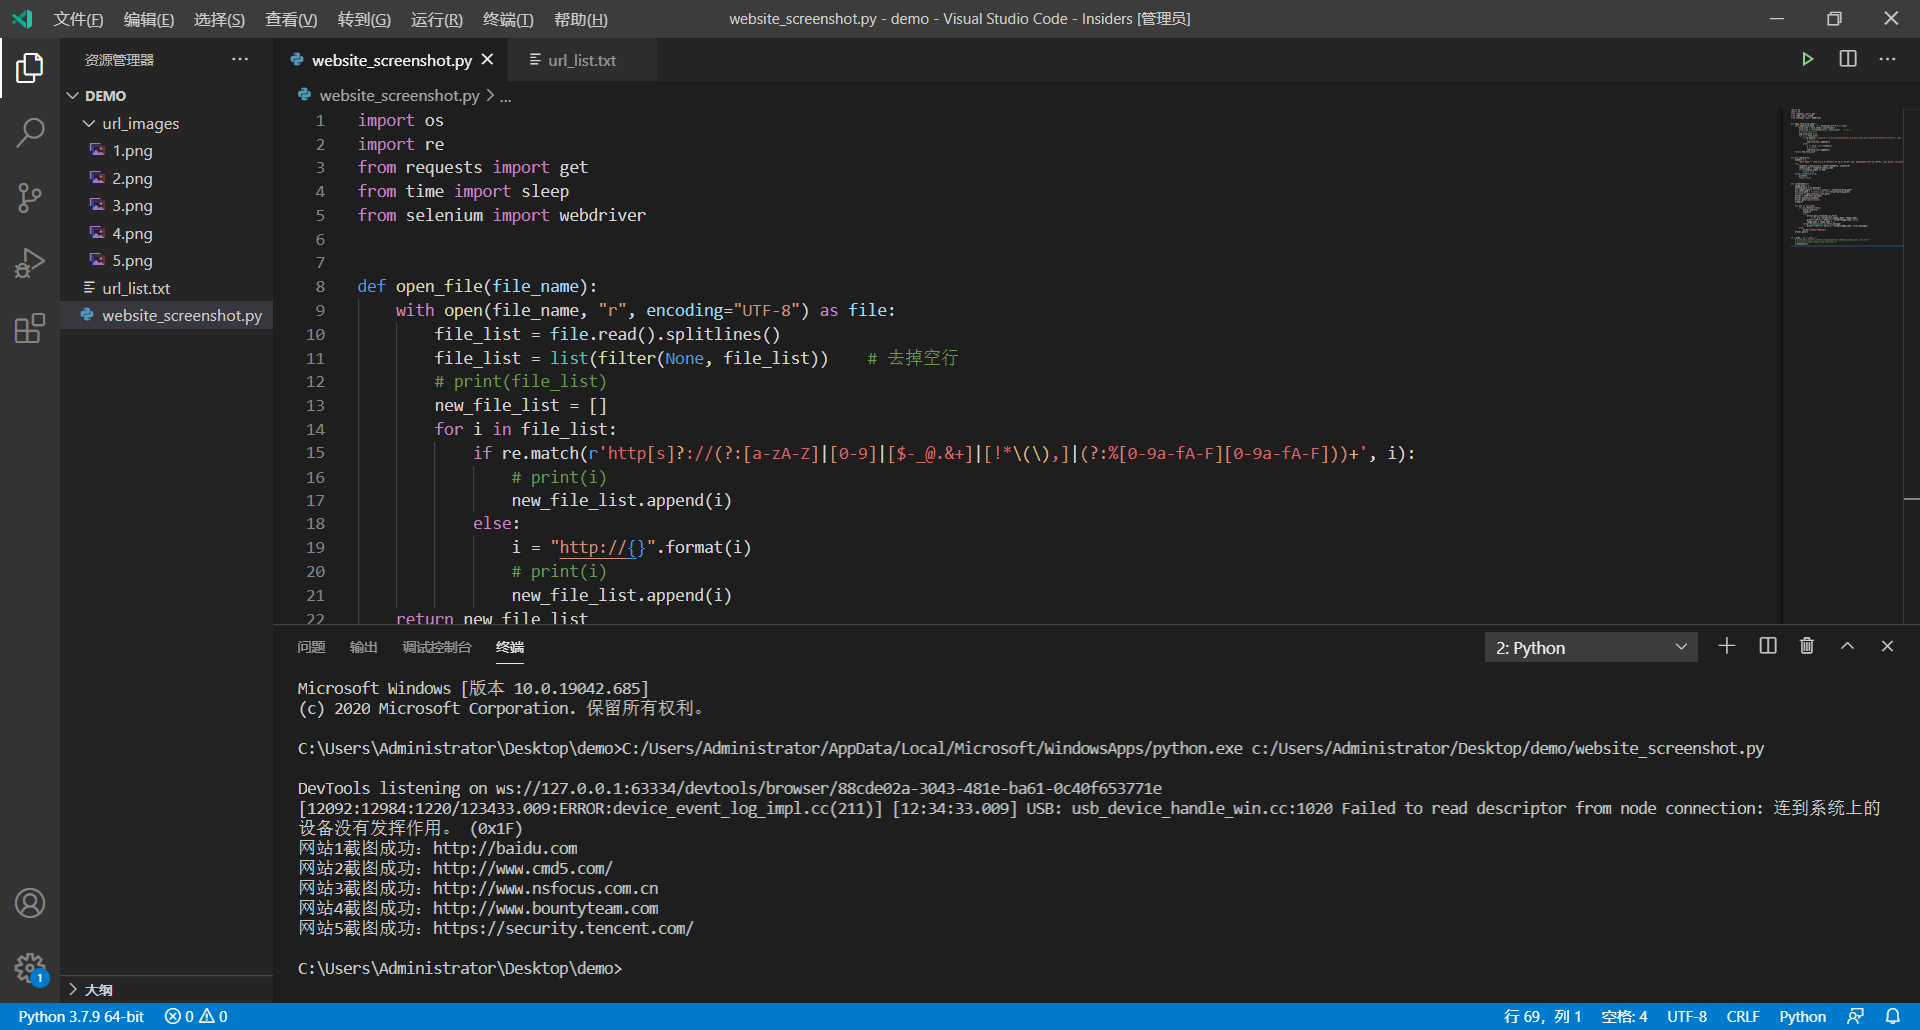 文件(F) 编辑(E) 选择(S) 查看(V) 转到(G) 运行(R) 终端(T) 帮助(H) website_screenshot.py - demo - Visual Studio Code - Insiders [管理员]
资源管理器
DEMO
url_images
1.png
2.png
3.png
4.png
5.png
url_list.txt
website_screenshot.py
大纲
website_screenshot.py url_list.txt
website_screenshot.py > ...
1 import os
2 import re
3 from requests import get
4 from time import sleep
5 from selenium import webdriver
6
7
8 def open_file(file_name):
9 with open(file_name, "r", encoding="UTF-8") as file:
10 file_list = file.read().splitlines()
11 file_list = list(filter(None, file_list)) # 去掉空行
12 # print(file_list)
13 new_file_list = []
14 for i in file_list:
15 if re.match(r'http[s]?://(?:[a-zA-Z]|[0-9]|[$-_@.&+]|[!*\(\),]|(?:%[0-9a-fA-F][0-9a-fA-F]))+', i):
16 # print(i)
17 new_file_list.append(i)
18 else:
19 i = "http://{}".format(i)
20 # print(i)
21 new_file_list.append(i)
22 return new_file_list
问题 输出 调试控制台 终端 2: Python
Microsoft Windows [版本 10.0.19042.685]
(c) 2020 Microsoft Corporation. 保留所有权利。
C:\Users\Administrator\Desktop\demo>C:/Users/Administrator/AppData/Local/Microsoft/WindowsApps/python.exe c:/Users/Administrator/Desktop/demo/website_screenshot.py
DevTools listening on ws://127.0.0.1:63334/devtools/browser/88cde02a-3043-481e-ba61-0c40f653771e
[12092:12984:1220/123433.009:ERROR:device_event_log_impl.cc(211)] [12:34:33.009] USB: usb_device_handle_win.cc:1020 Failed to read descriptor from node connection: 连到系统上的
设备没有发挥作用。 (0x1F)
网站1截图成功: http://baidu.com
网站2截图成功: http://www.cmd5.com/
网站3截图成功: http://www.nsfocus.com.cn
网站4截图成功: http://www.bountyteam.com
网站5截图成功: https://security.tencent.com/
C:\Users\Administrator\Desktop\demo>
1
Python 3.7.9 64-bit 0 0 行 69，列 1 空格: 4 UTF-8 CRLF Python